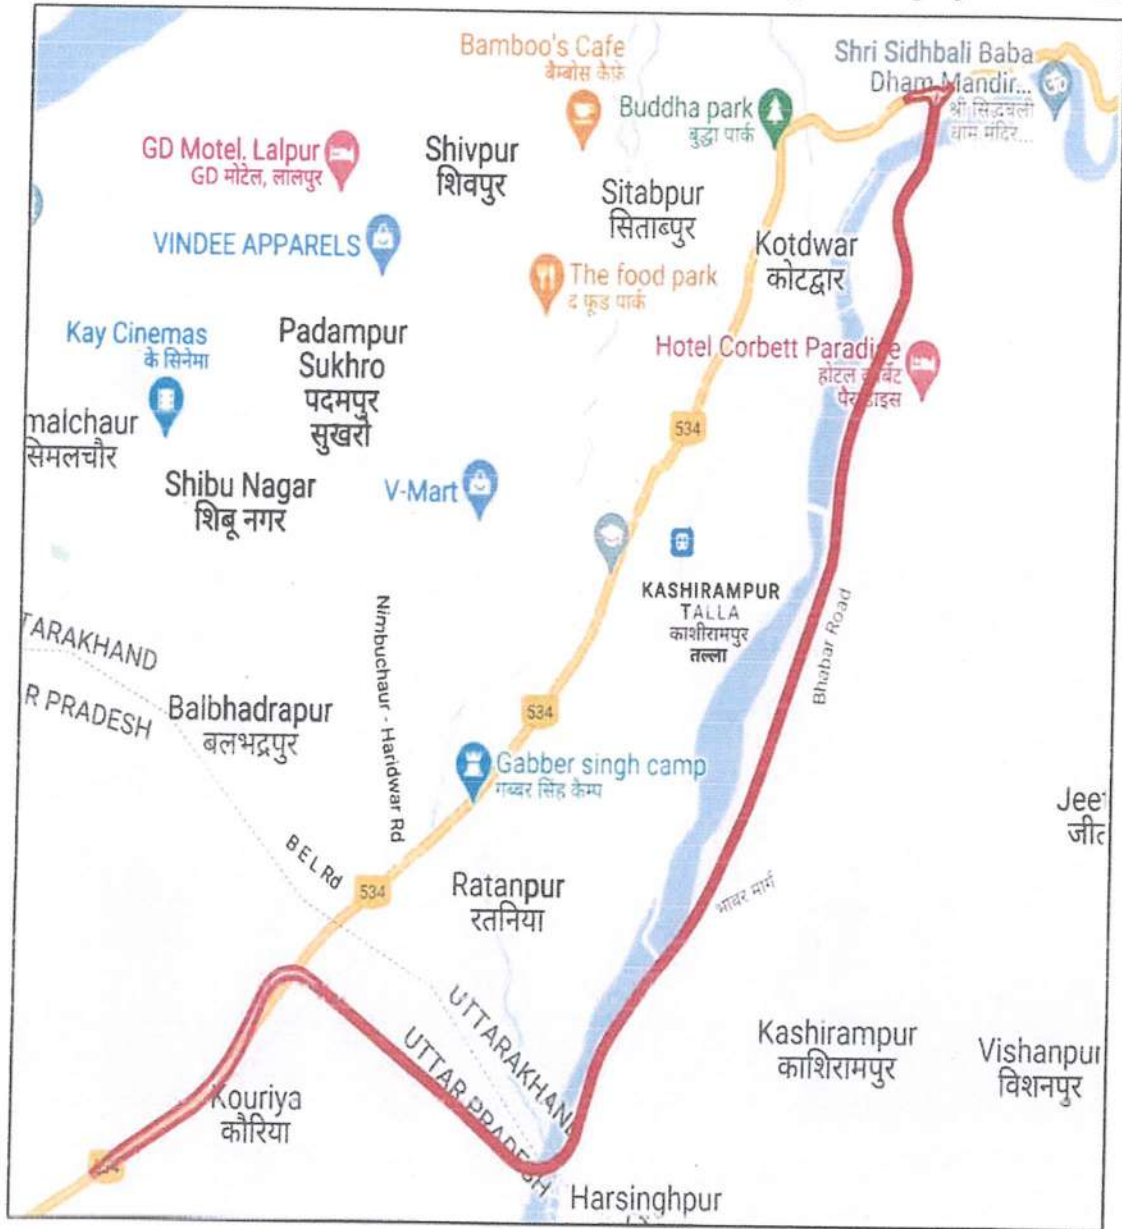 Bamboo's Cafe
बैम्बोस कैफ़े
Shri Sidhbali Baba
Dham Mandir...
श्री सिद्धबली
धाम मंदिर...
Buddha park
बुद्धा पार्क
GD Motel, Lalpur
GD मोटेल, लालपुर
Shivpur
शिवपुर
Sitabpur
सिताब्पुर
VINDEE APPARELS
Kotdwar
कोटद्वार
The food park
द फूड पार्क
Kay Cinemas
के सिनेमा
Padampur
Sukhro
पदमपुर
सुखरो
Hotel Corbett Paradise
होटल कॉर्बेट
पैराडाइस
malchaur
सिमलचौर
534
Shibu Nagar
शिबू नगर
V-Mart
KASHIRAMPUR
TALLA
काशीरामपुर
तल्ला
Nimbuchaur - Haridwar Rd
Bhabar Road
TARAKHAND
R PRADESH
Balbhadrapur
बलभद्रपुर
534
Gabber singh camp
गब्बर सिंह कैम्प
Jee
जीत
BEL Rd
534
Ratanpur
रतनिया
भाबर मार्ग
UTTARAKHAND
UTTAR PRADESH
Kashirampur
काशिरामपुर
Vishanpur
विशनपुर
Kouriya
कौरिया
534
Harsinghpur